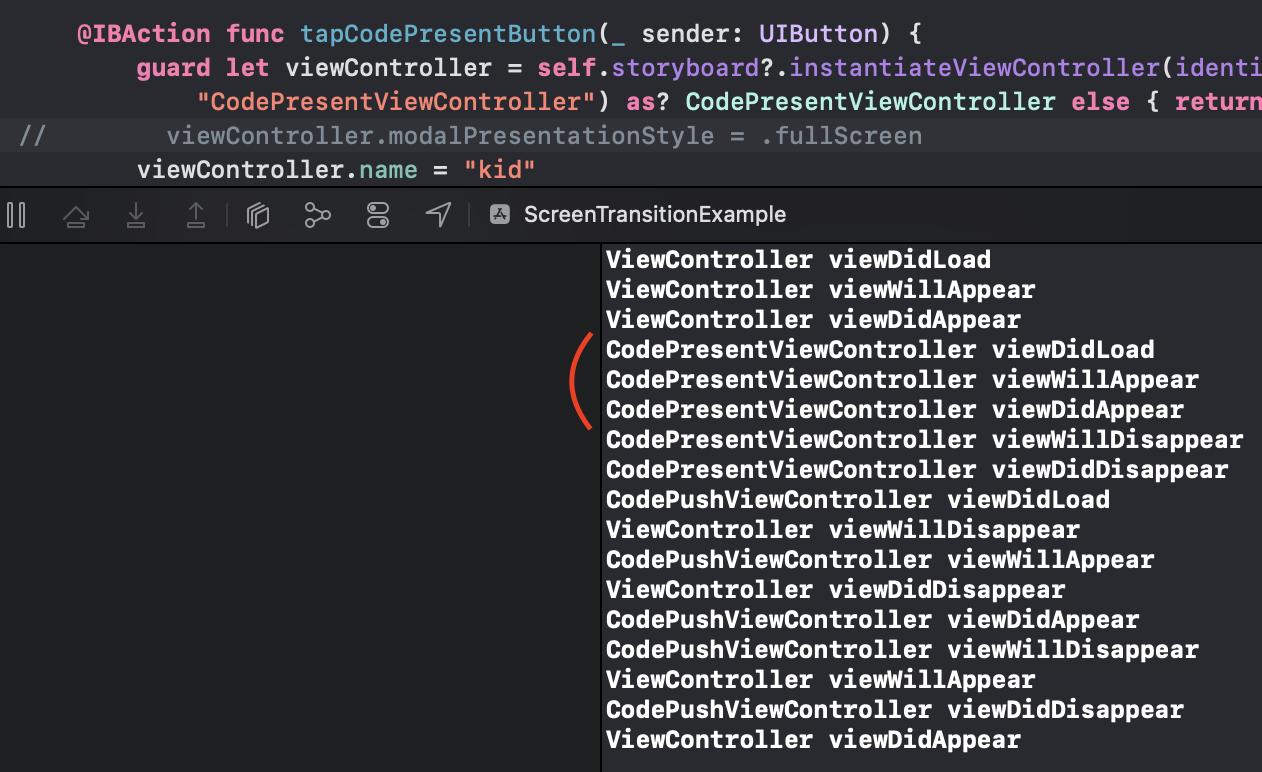 @IBAction func tapCodePresentButton(_ sender: UIButton) {
guard let viewController = self.storyboard?.instantiateViewController(identi
"CodePresentViewController") as? CodePresentViewController else { return
// viewController.modalPresentationStyle = .fullScreen
viewController.name = "kid"
ScreenTransitionExample
ViewController viewDidLoad
ViewController viewWillAppear
ViewController viewDidAppear
CodePresentViewController viewDidLoad
CodePresentViewController viewWillAppear
CodePresentViewController viewDidAppear
CodePresentViewController viewWillDisappear
CodePresentViewController viewDidDisappear
CodePushViewController viewDidLoad
ViewController viewWillDisappear
CodePushViewController viewWillAppear
ViewController viewDidDisappear
CodePushViewController viewDidAppear
CodePushViewController viewWillDisappear
ViewController viewWillAppear
CodePushViewController viewDidDisappear
ViewController viewDidAppear